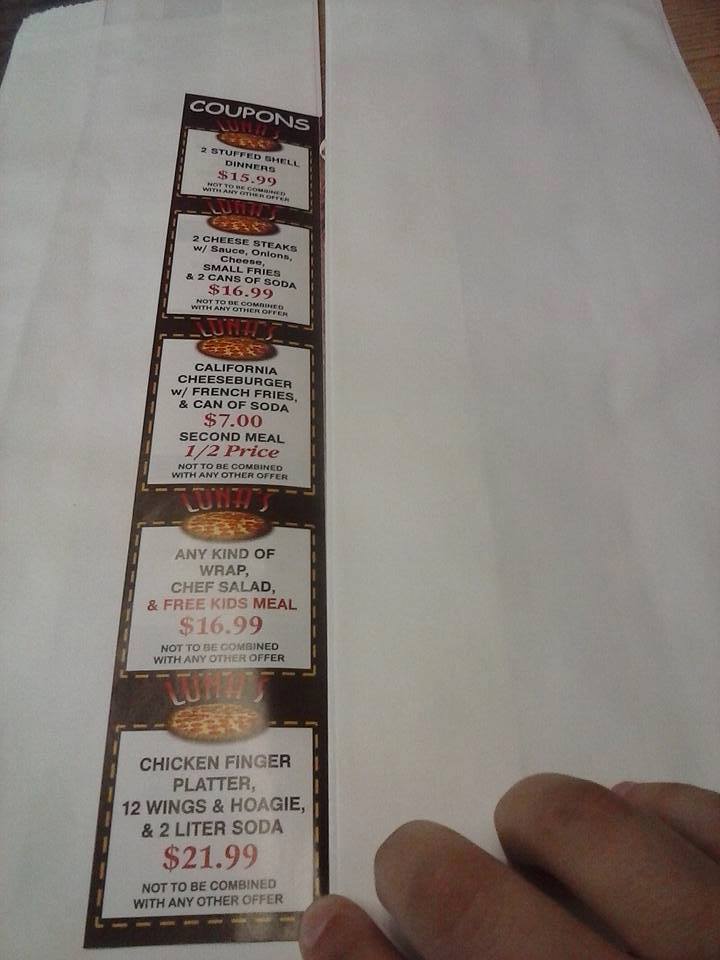 COUPONS
LUNA'S
2 STUFFED SHELL
DINNERS
$15.99
NOT TO BE COMBINED
WITH ANY OTHER OFFER
LUNA'S
2 CHEESE STEAKS
w/ Sauce, Onions,
Cheese,
SMALL FRIES
& 2 CANS OF SODA
$16.99
NOT TO BE COMBINED
WITH ANY OTHER OFFER
LUNA'S
CALIFORNIA
CHEESEBURGER
w/ FRENCH FRIES,
& CAN OF SODA
$7.00
SECOND MEAL
1/2 Price
NOT TO BE COMBINED
WITH ANY OTHER OFFER
LUNA'S
ANY KIND OF
WRAP,
CHEF SALAD,
& FREE KIDS MEAL
$16.99
NOT TO BE COMBINED
WITH ANY OTHER OFFER
LUNA'S
CHICKEN FINGER
PLATTER,
12 WINGS & HOAGIE,
& 2 LITER SODA
$21.99
NOT TO BE COMBINED
WITH ANY OTHER OFFER